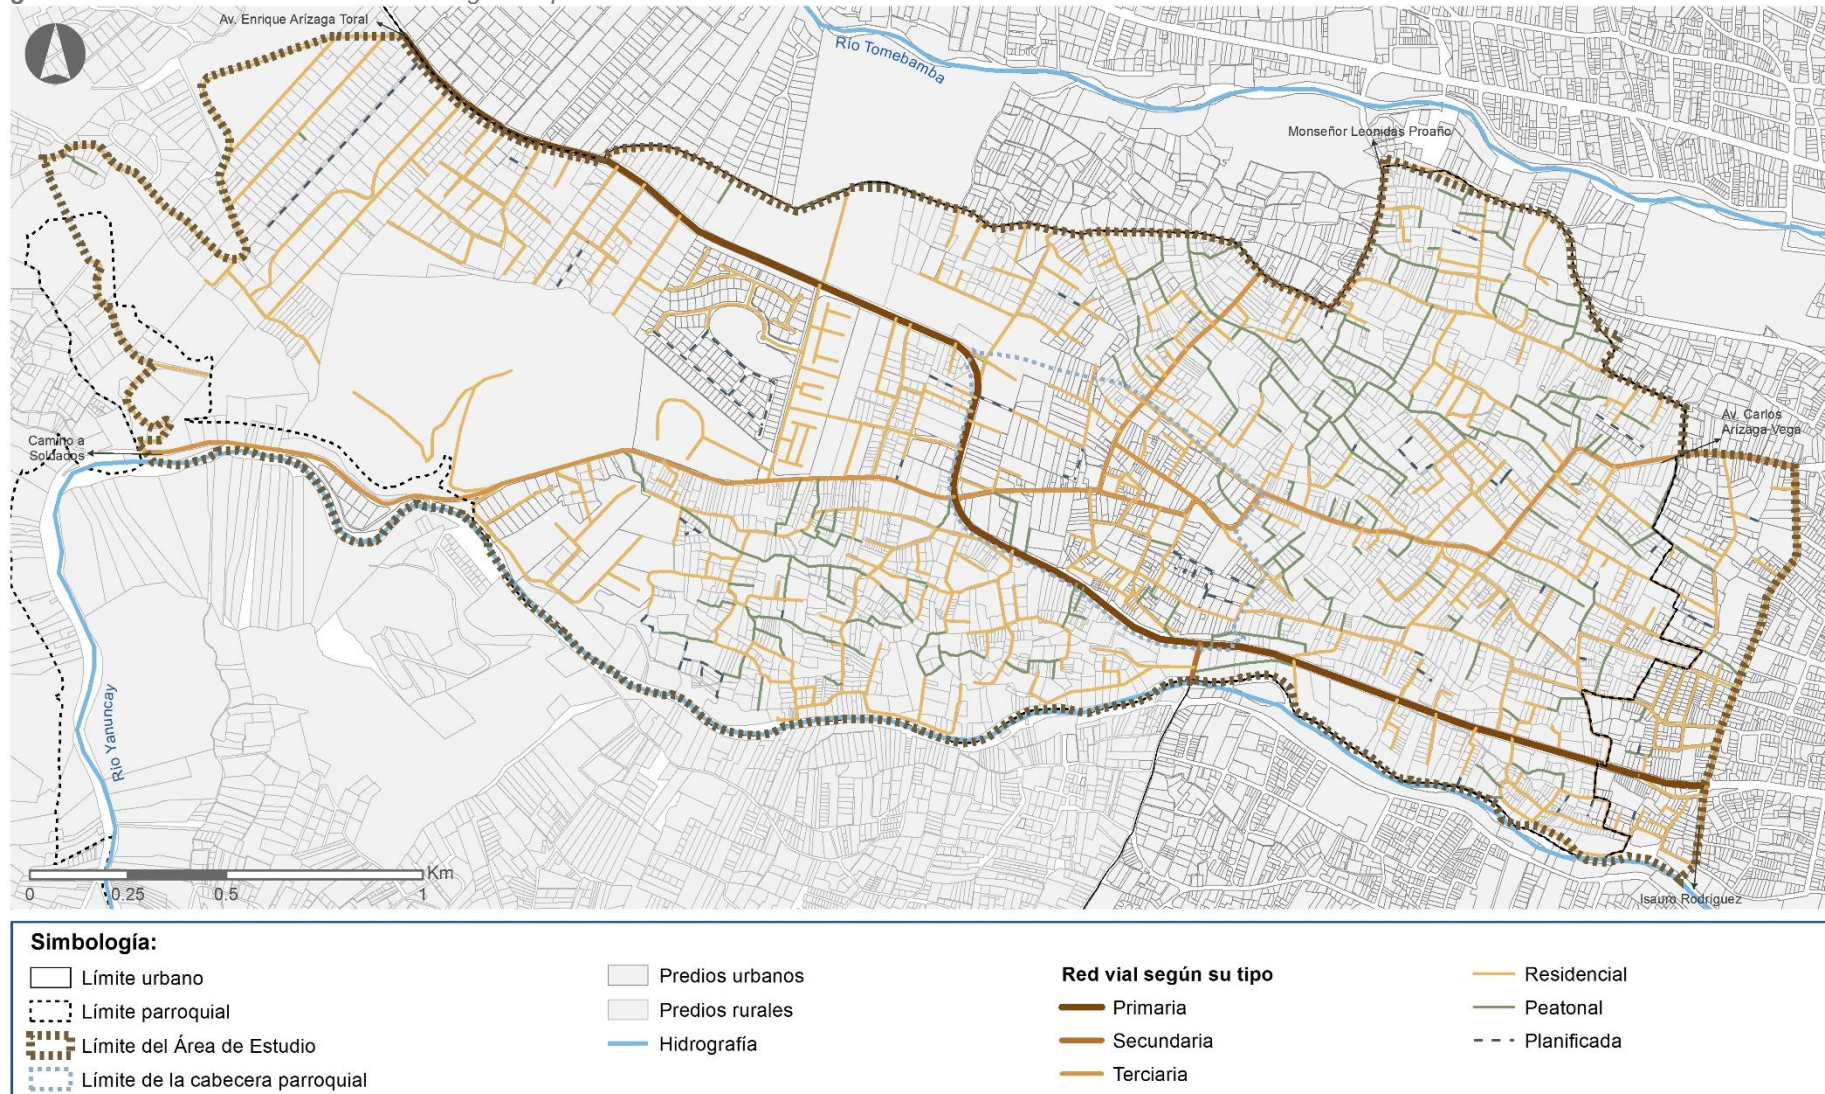 Av. Enrique Arízaga Toral
Río Tomebamba
Monseñor Leonidas Proaño
Av. Carlos
Arízaga Vega
Camino a
Soldados
Río Yanuncay
Km
0 0.25 0.5 1
Isauro Rodríguez
Simbología:
Límite urbano
Límite parroquial
Límite del Área de Estudio
Límite de la cabecera parroquial
Predios urbanos
Predios rurales
Hidrografía
Red vial según su tipo
Primaria
Secundaria
Terciaria
Residencial
Peatonal
Planificada